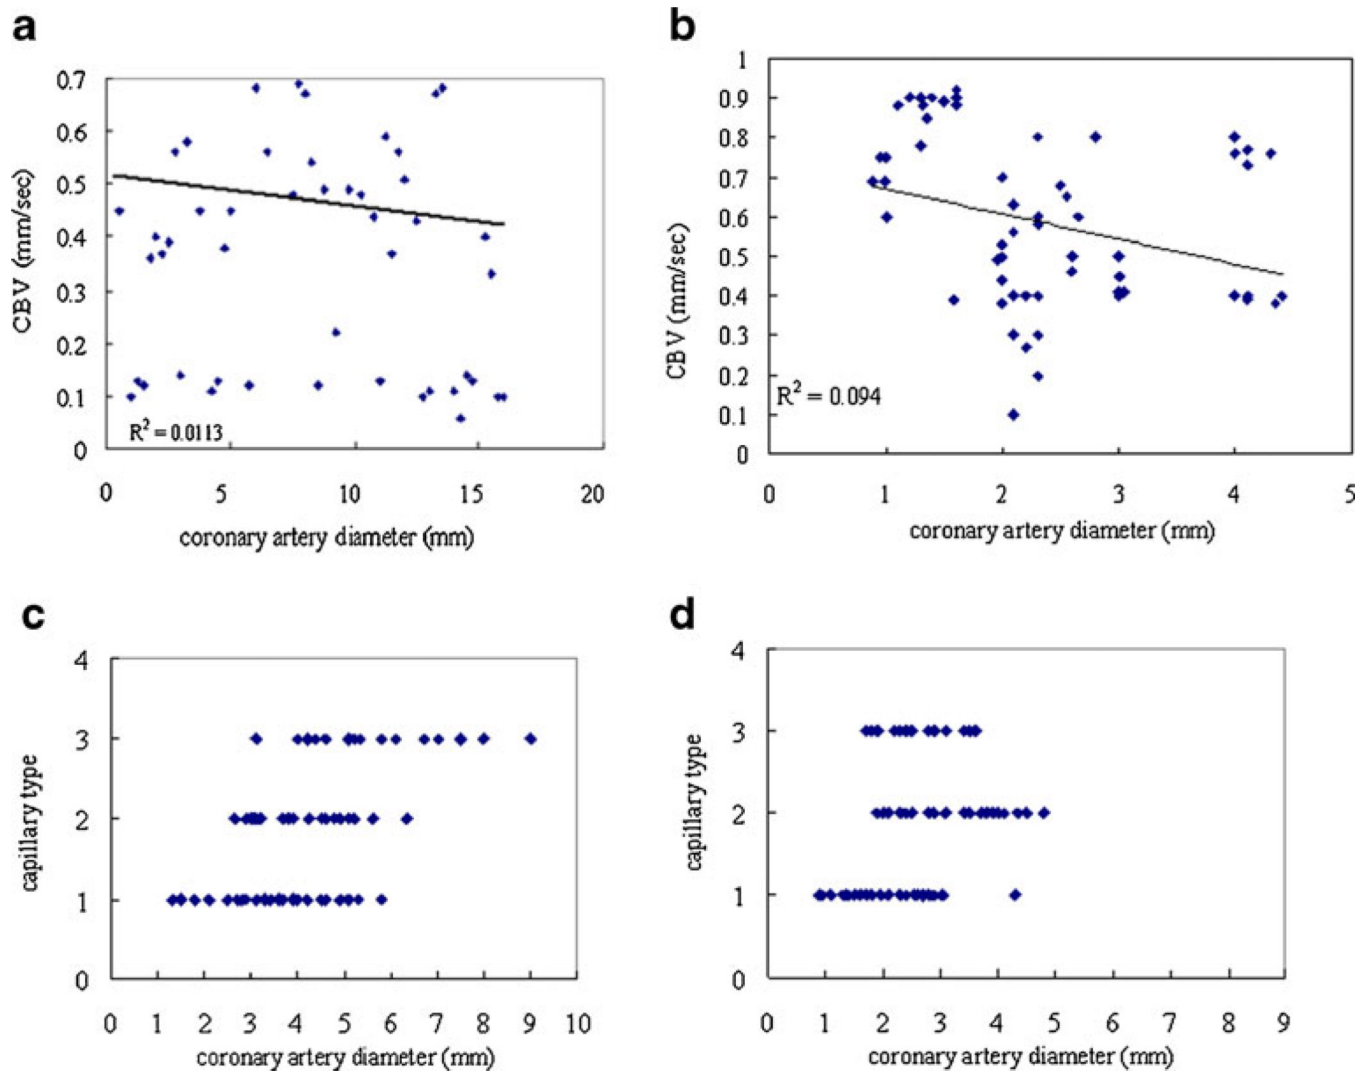 a
0.7
0.6
0.5
0.4
0.3
0.2
0.1
0
CBV (mm/sec)
R² = 0.0113
0 5 10 15 20
coronary artery diameter (mm)
b
1
0.9
0.8
0.7
0.6
0.5
0.4
0.3
0.2
0.1
0
CBV (mm/sec)
R² = 0.094
0 1 2 3 4 5
coronary artery diameter (mm)
c
4
3
2
1
0
capillary type
0 1 2 3 4 5 6 7 8 9 10
coronary artery diameter (mm)
d
4
3
2
1
0
capillary type
0 1 2 3 4 5 6 7 8 9
coronary artery diameter (mm)